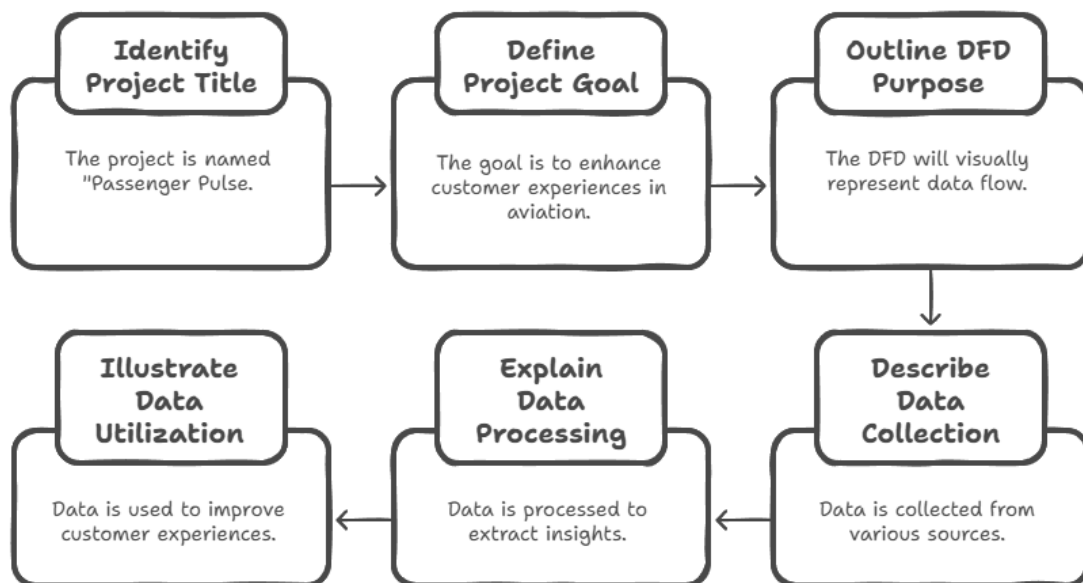 Identify
Project Title
The project is named
"Passenger Pulse.
Define
Project Goal
The goal is to enhance
customer experiences in
aviation.
Outline DFD
Purpose
The DFD will visually
represent data flow.
Describe
Data
Collection
Data is collected from
various sources.
Explain
Data
Processing
Data is processed to
extract insights.
Illustrate
Data
Utilization
Data is used to improve
customer experiences.